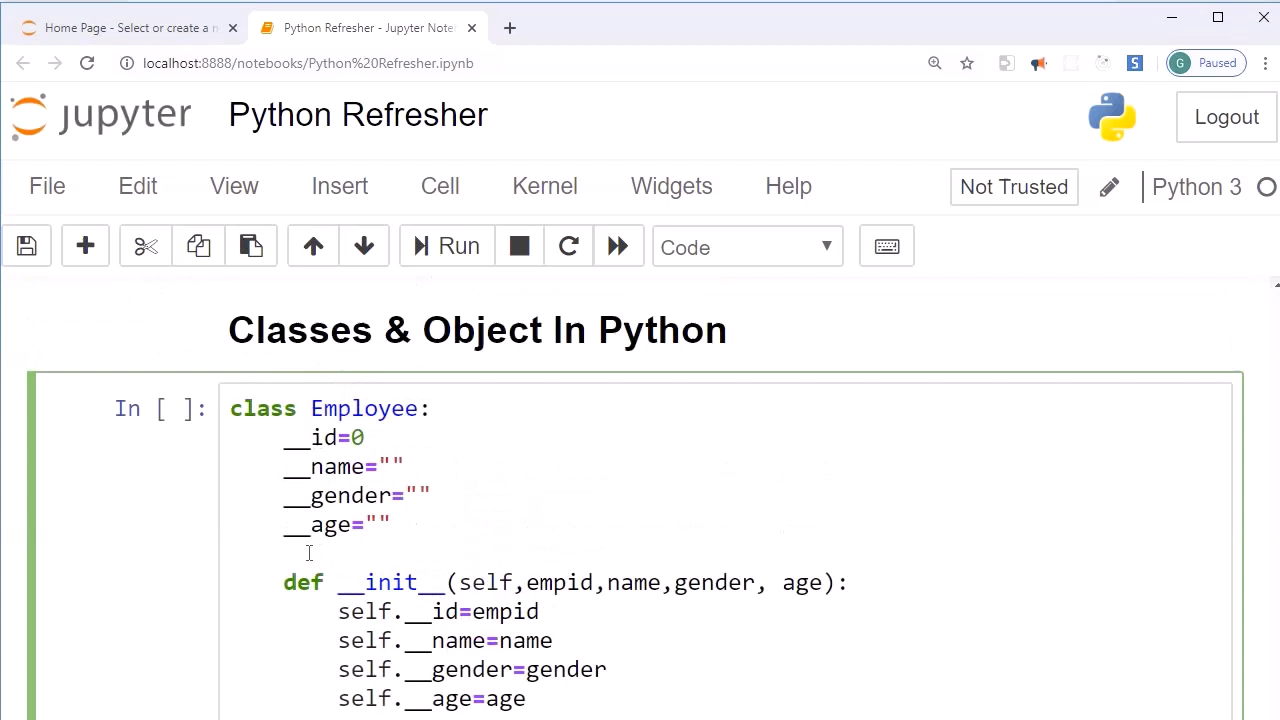 Home Page - Select or create a n
Python Refresher - Jupyter Note
localhost:8888/notebooks/Python%20Refresher.ipynb
S
G Paused
jupyter Python Refresher
Logout
File Edit View Insert Cell Kernel Widgets Help
Not Trusted
Python 3
Run
Code
Classes & Object In Python
In [ ]:
class Employee:
    __id=0
    __name=""
    __gender=""
    __age=""
    def __init__(self,empid,name,gender, age):
        self.__id=empid
        self.__name=name
        self.__gender=gender
        self.__age=age